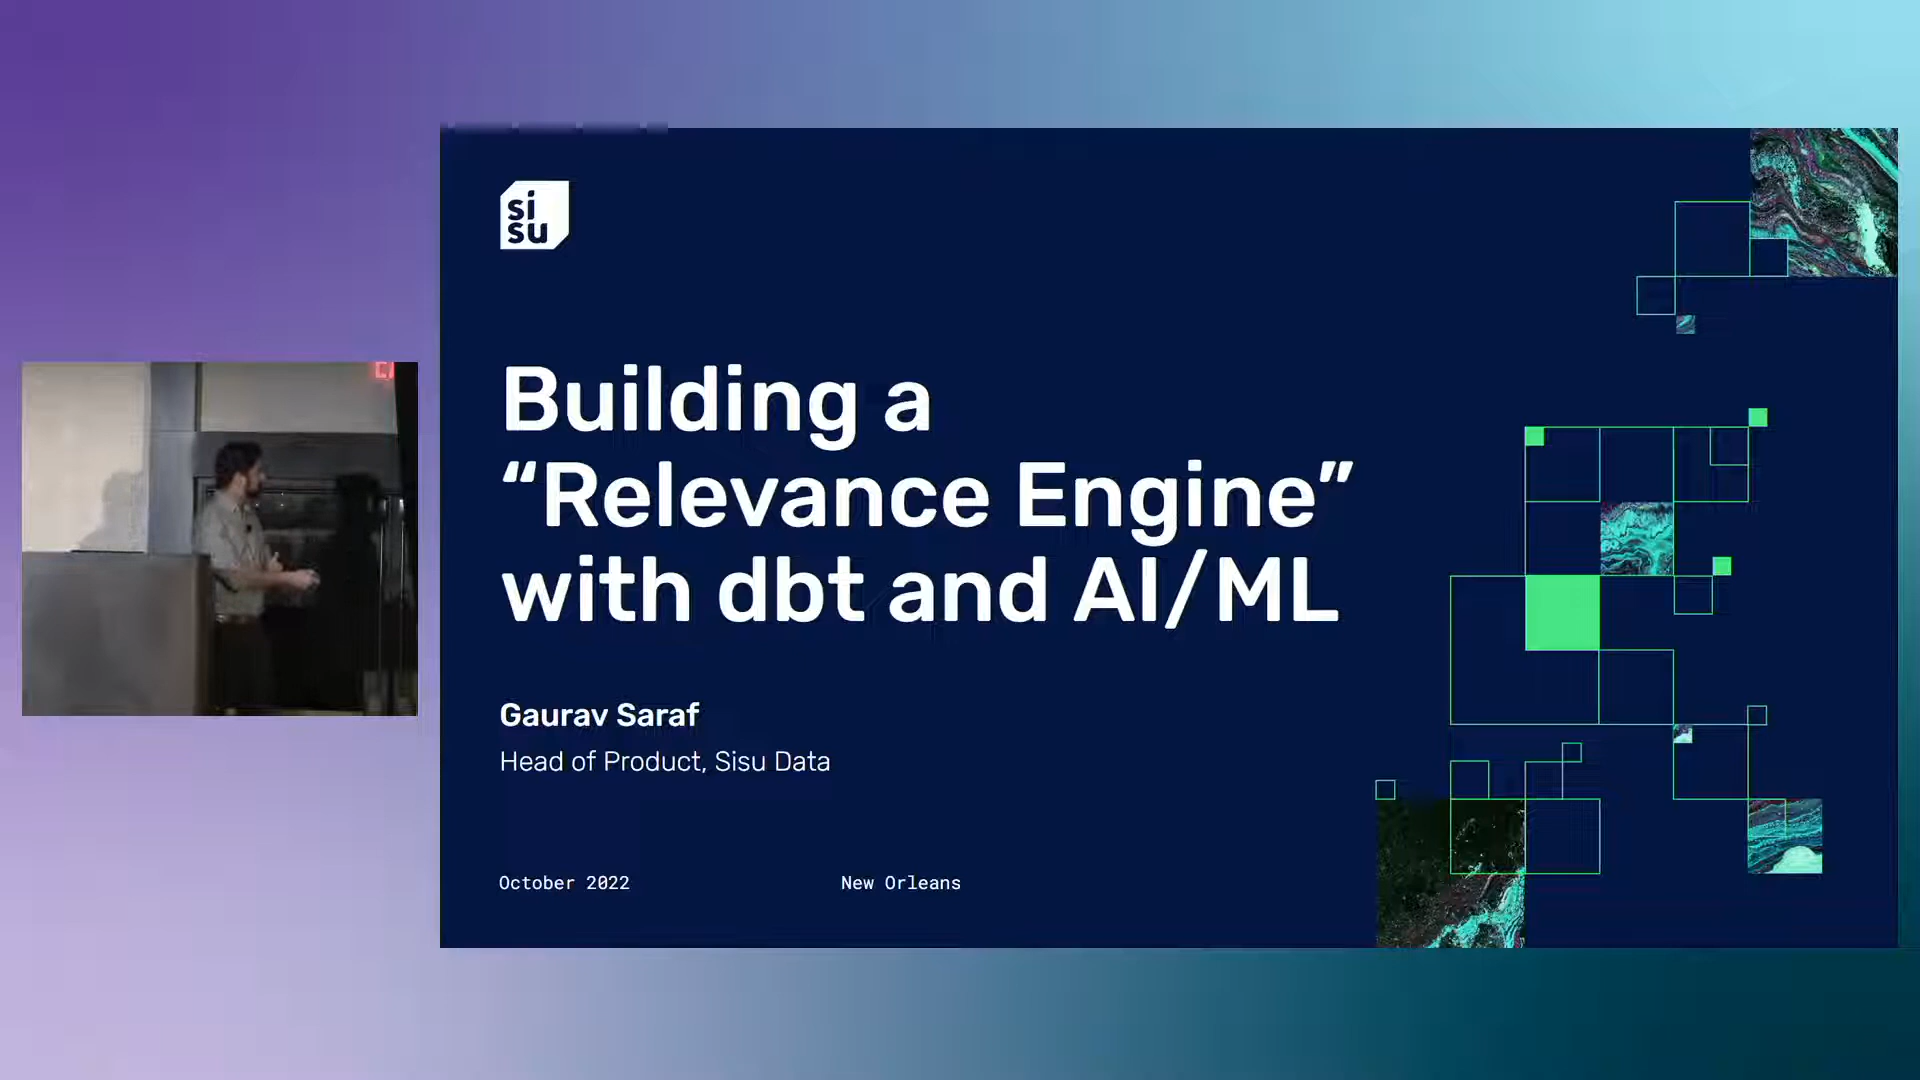 si
su
Building a
“Relevance Engine”
with dbt and AI/ML
Gaurav Saraf
Head of Product, Sisu Data
October 2022
New Orleans